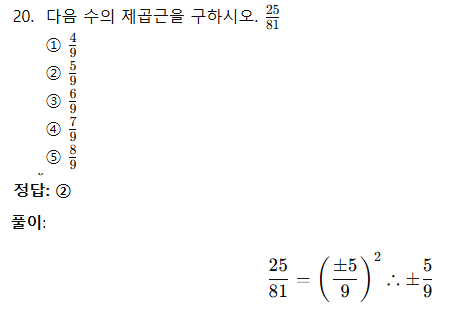 20. 다음 수의 제곱근을 구하시오. 25/81
① 4/9
② 5/9
③ 6/9
④ 7/9
⑤ 8/9
정답: ②
풀이:
25/81 = (±5/9)² ∴ ±5/9